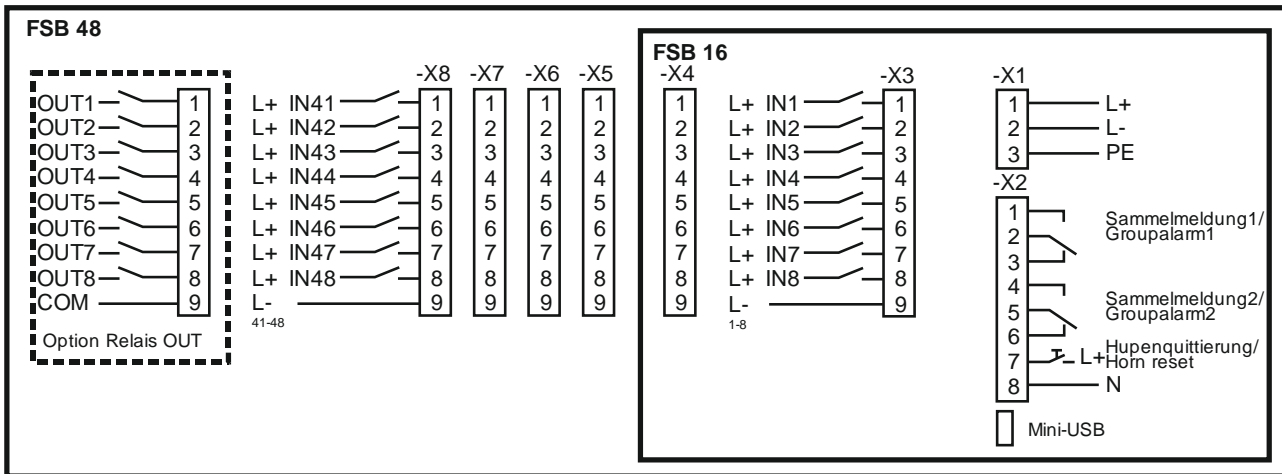 FSB 48
OUT1 1
OUT2 2
OUT3 3
OUT4 4
OUT5 5
OUT6 6
OUT7 7
OUT8 8
COM 9
Option Relais OUT
-X8 -X7 -X6 -X5
L+ IN41 1 1 1 1
L+ IN42 2 2 2 2
L+ IN43 3 3 3 3
L+ IN44 4 4 4 4
L+ IN45 5 5 5 5
L+ IN46 6 6 6 6
L+ IN47 7 7 7 7
L+ IN48 8 8 8 8
L- 9 9 9 9
41-48
FSB 16
-X4
1
2
3
4
5
6
7
8
9
-X3
L+ IN1 1
L+ IN2 2
L+ IN3 3
L+ IN4 4
L+ IN5 5
L+ IN6 6
L+ IN7 7
L+ IN8 8
L- 9
1-8
-X1
1 L+
2 L-
3 PE
-X2
1
2
3
Sammelmeldung1/
Groupalarm1
4
5
6
Sammelmeldung2/
Groupalarm2
7 L+ Hupenquittierung/
Horn reset
8 N
Mini-USB